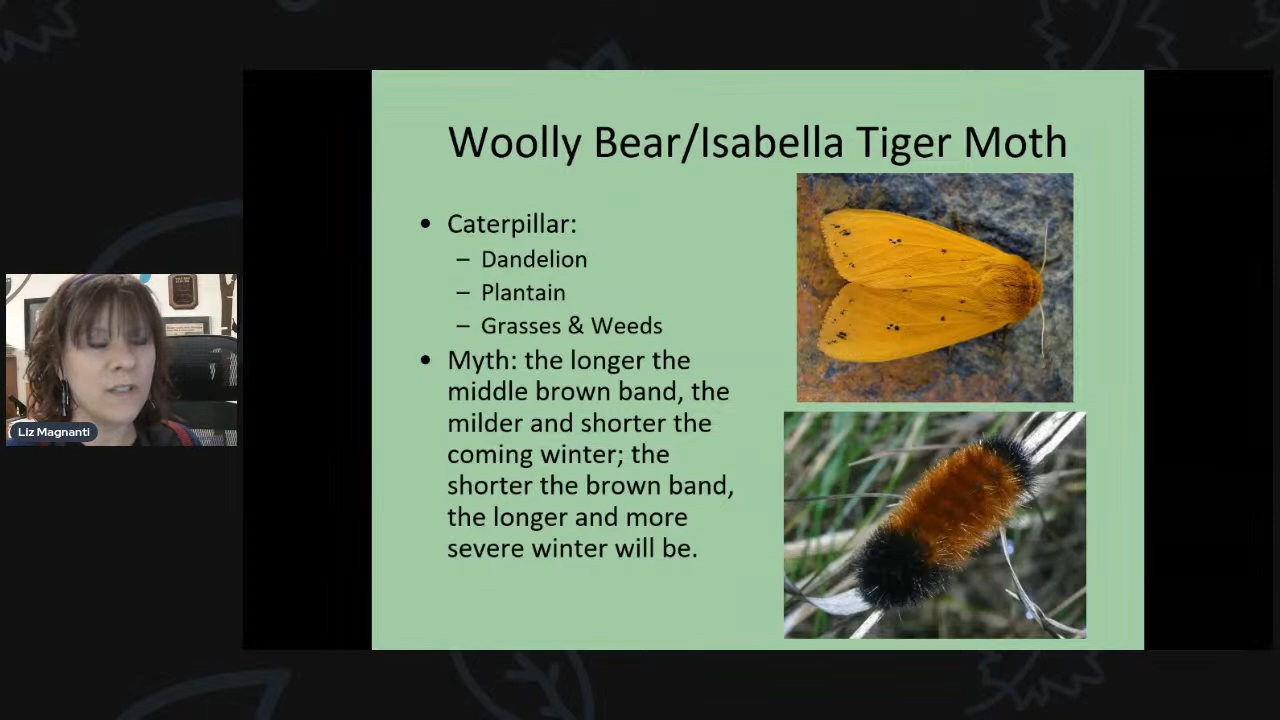 Woolly Bear/Isabella Tiger Moth
• Caterpillar:
– Dandelion
– Plantain
– Grasses & Weeds
• Myth: the longer the
middle brown band, the
milder and shorter the
coming winter; the
shorter the brown band,
the longer and more
severe winter will be.
Liz Magnanti